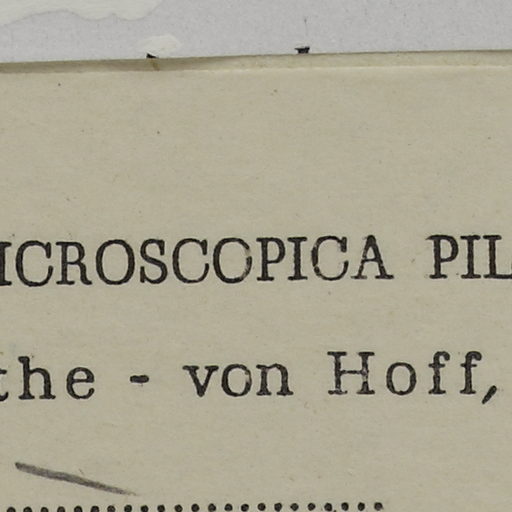 ICROSCOPICA PIL
the - von Hoff,